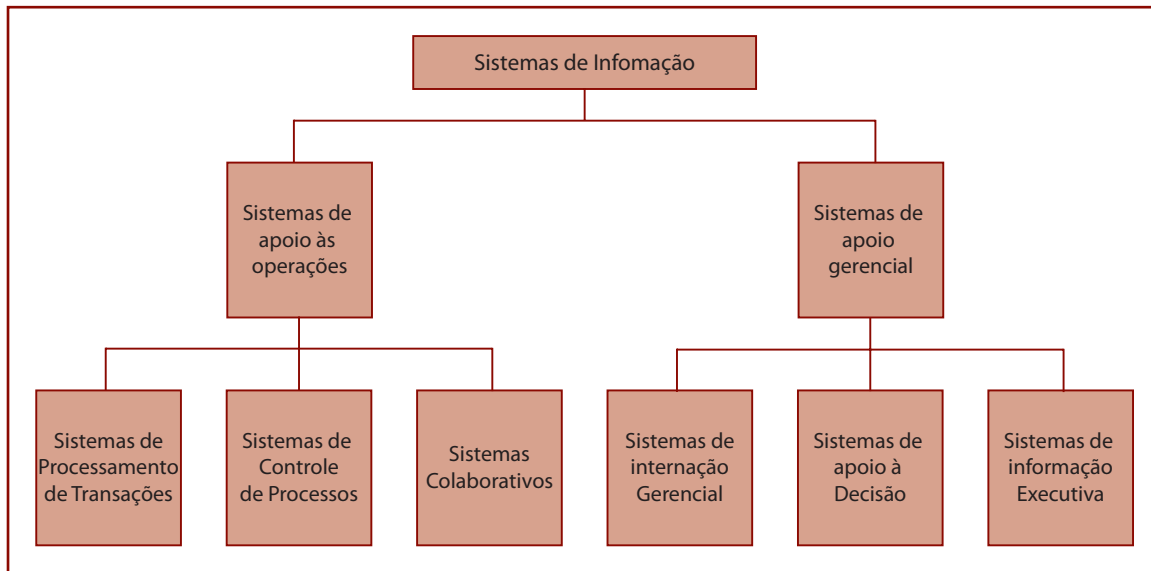 Sistemas de Infomação
Sistemas de
apoio às
operações
Sistemas de
apoio
gerencial
Sistemas de
Processamento
de Transações
Sistemas de
Controle
de Processos
Sistemas
Colaborativos
Sistemas de
internação
Gerencial
Sistemas de
apoio à
Decisão
Sistemas de
informação
Executiva